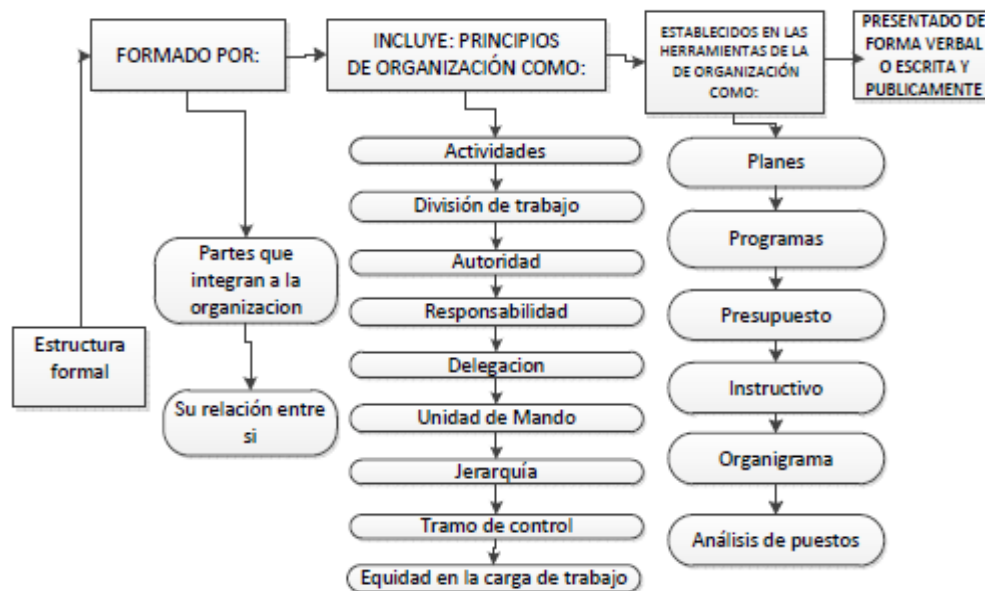 FORMADO POR:
INCLUYE: PRINCIPIOS
DE ORGANIZACIÓN COMO:
ESTABLECIDOS EN LAS
HERRAMIENTAS DE LA
DE ORGANIZACIÓN
COMO:
PRESENTADO DE
FORMA VERBAL
O ESCRITA Y
PUBLICAMENTE
Estructura
formal
Partes que
integran a la
organizacion
Su relación entre
si
Actividades
División de trabajo
Autoridad
Responsabilidad
Delegacion
Unidad de Mando
Jerarquía
Tramo de control
Equidad en la carga de trabajo
Planes
Programas
Presupuesto
Instructivo
Organigrama
Análisis de puestos